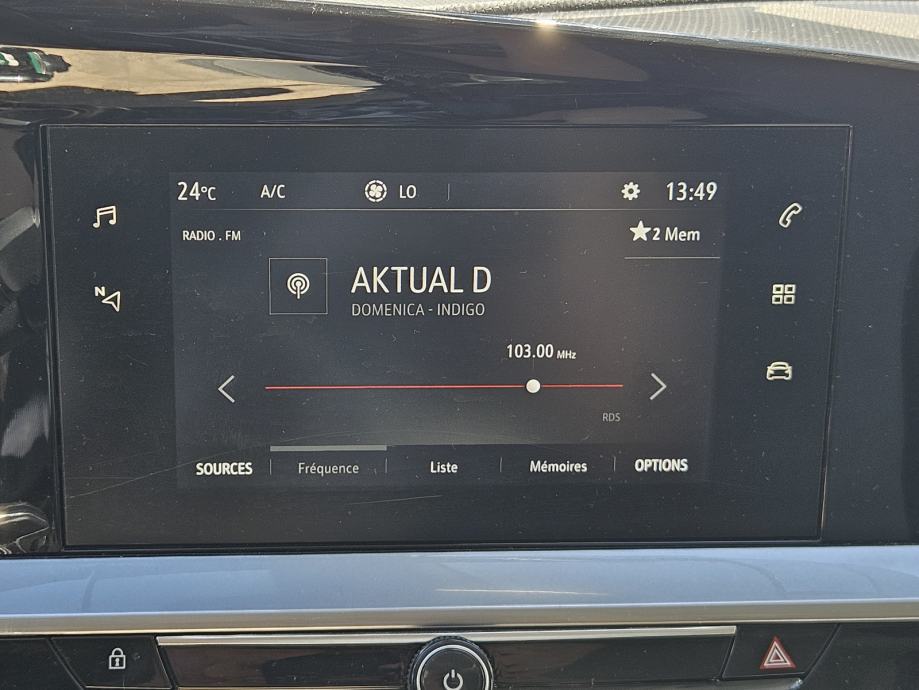 24°C A/C LO 13:49
RADIO . FM 2 Mem
AKTUAL D
DOMENICA - INDIGO
N
103.00 MHz
RDS
SOURCES Fréquence Liste Mémoires OPTIONS